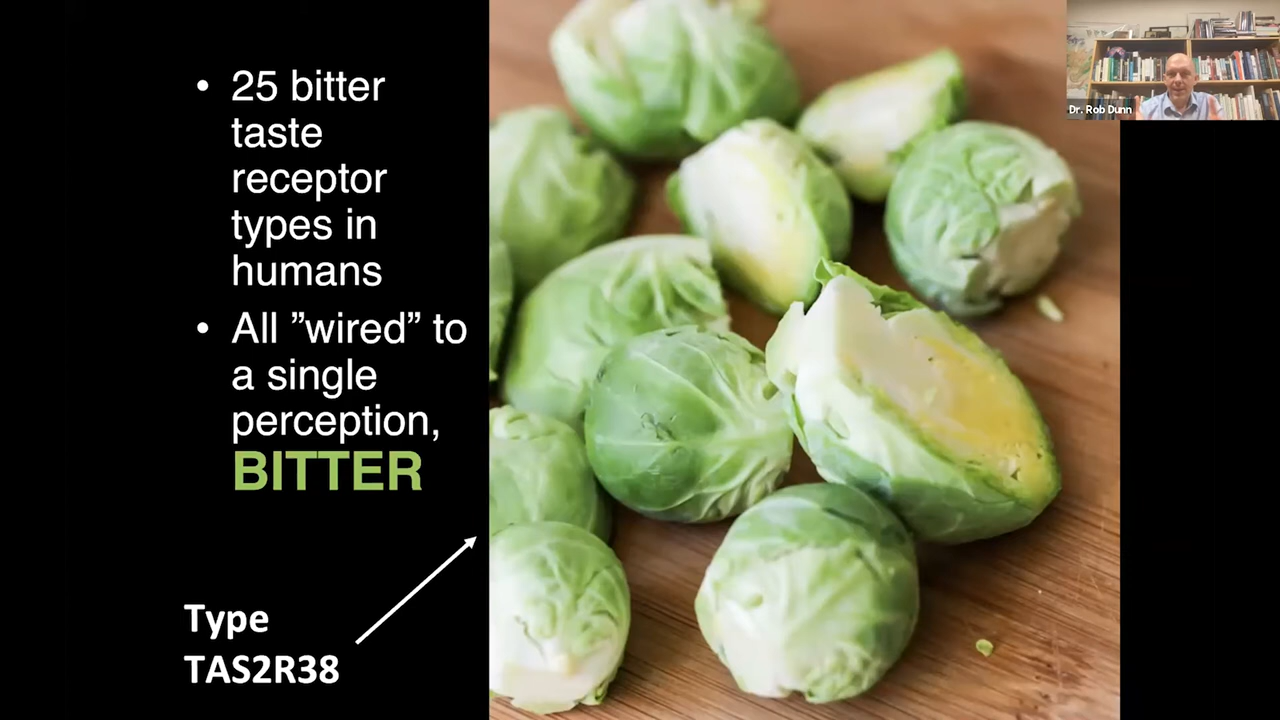 • 25 bitter
taste
receptor
types in
humans
• All ”wired” to
a single
perception,
BITTER
Type
TAS2R38
Dr. Rob Dunn